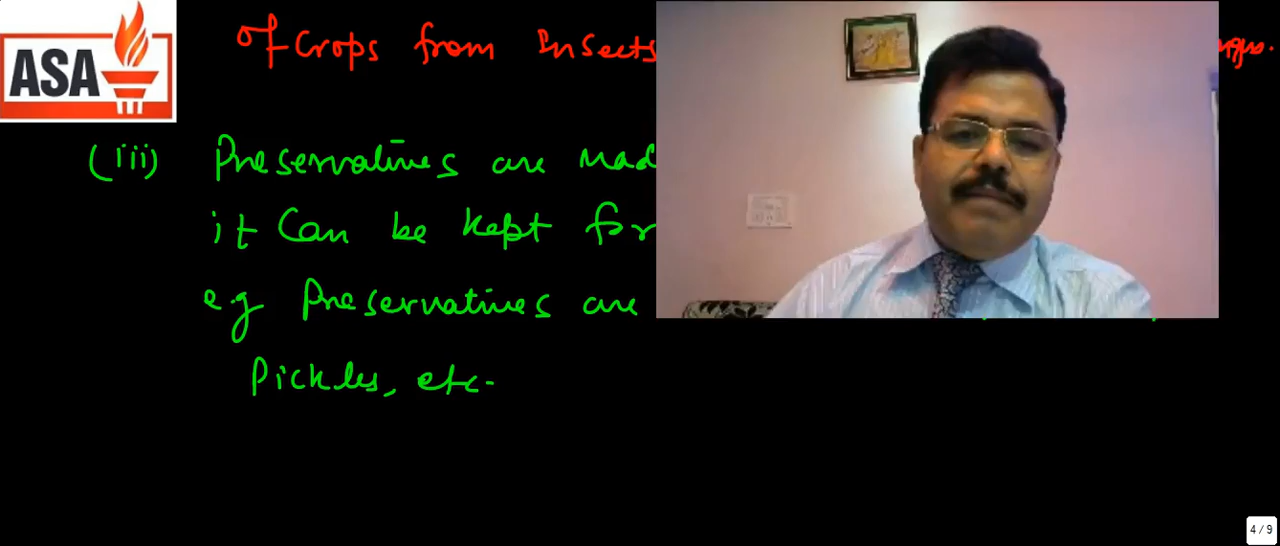 ASA
of Crops from Insects
(iii) Preservatives are mad
it Can be kept for
e.g Preservatives are
Pickles, etc.
4 / 9